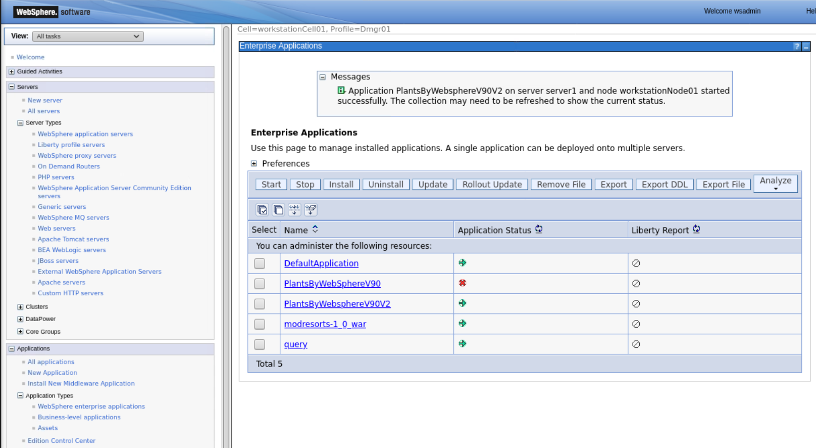 WebSphere. software
Welcome wsadmin
View: All tasks
Welcome
Guided Activities
Servers
New server
All servers
Server Types
WebSphere application servers
Liberty profile servers
WebSphere proxy servers
On Demand Routers
PHP servers
WebSphere Application Server Community Edition
servers
Generic servers
WebSphere MQ servers
Web servers
Apache Tomcat servers
BEA WebLogic servers
JBoss servers
External WebSphere Application Servers
Apache servers
Custom HTTP servers
Clusters
DataPower
Core Groups
Applications
All applications
New Application
Install New Middleware Application
Application Types
WebSphere enterprise applications
Business-level applications
Assets
Edition Control Center
Cell=workstationCell01, Profile=Dmgr01
Enterprise Applications
Messages
Application PlantsByWebsphereV90V2 on server server1 and node workstationNode01 started
successfully. The collection may need to be refreshed to show the current status.
Enterprise Applications
Use this page to manage installed applications. A single application can be deployed onto multiple servers.
Preferences
Start Stop Install Uninstall Update Rollout Update Remove File Export Export DDL Export File Analyze
Select Name Application Status Liberty Report
You can administer the following resources:
DefaultApplication
PlantsByWebSphereV90
PlantsByWebsphereV90V2
modresorts-1_0_war
query
Total 5